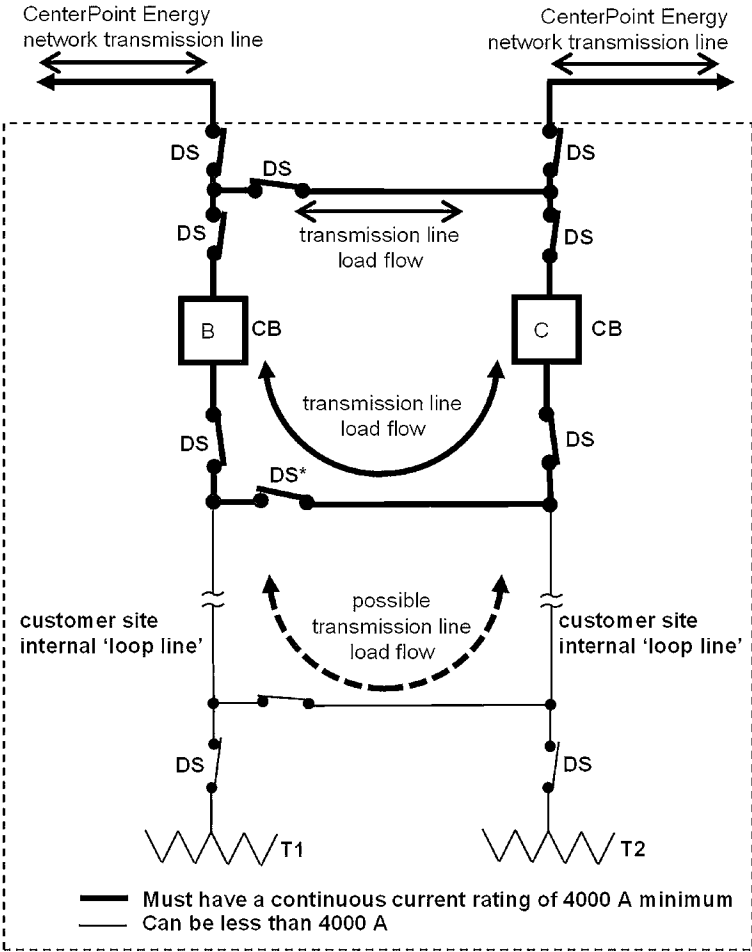 CenterPoint Energy
network transmission line
CenterPoint Energy
network transmission line
DS
DS
DS
DS
transmission line
load flow
DS
B
CB
C
CB
transmission line
load flow
DS
DS
DS*
customer site
internal ‘loop line’
possible
transmission line
load flow
customer site
internal ‘loop line’
DS
DS
T1
T2
Must have a continuous current rating of 4000 A minimum
Can be less than 4000 A